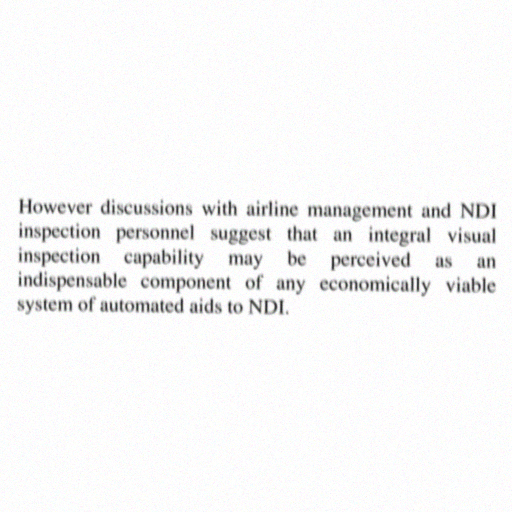 However discussions with airline management and NDI
inspection personnel suggest that an integral visual
inspection capability may be perceived as an
indispensable component of any economically viable
system of automated aids to NDI.